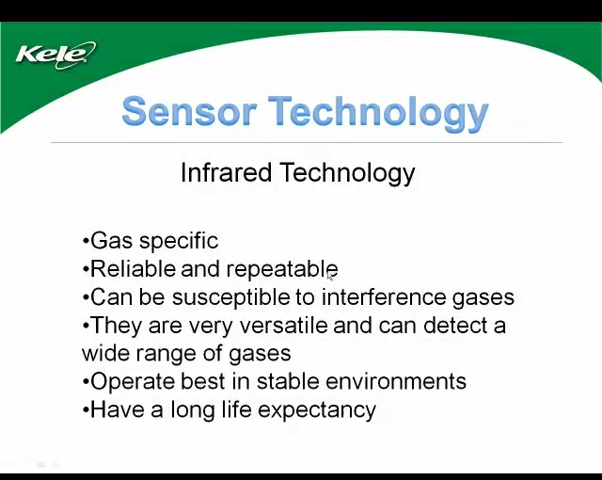 Kele
Sensor Technology
Infrared Technology
•Gas specific
•Reliable and repeatable
•Can be susceptible to interference gases
•They are very versatile and can detect a
wide range of gases
•Operate best in stable environments
•Have a long life expectancy